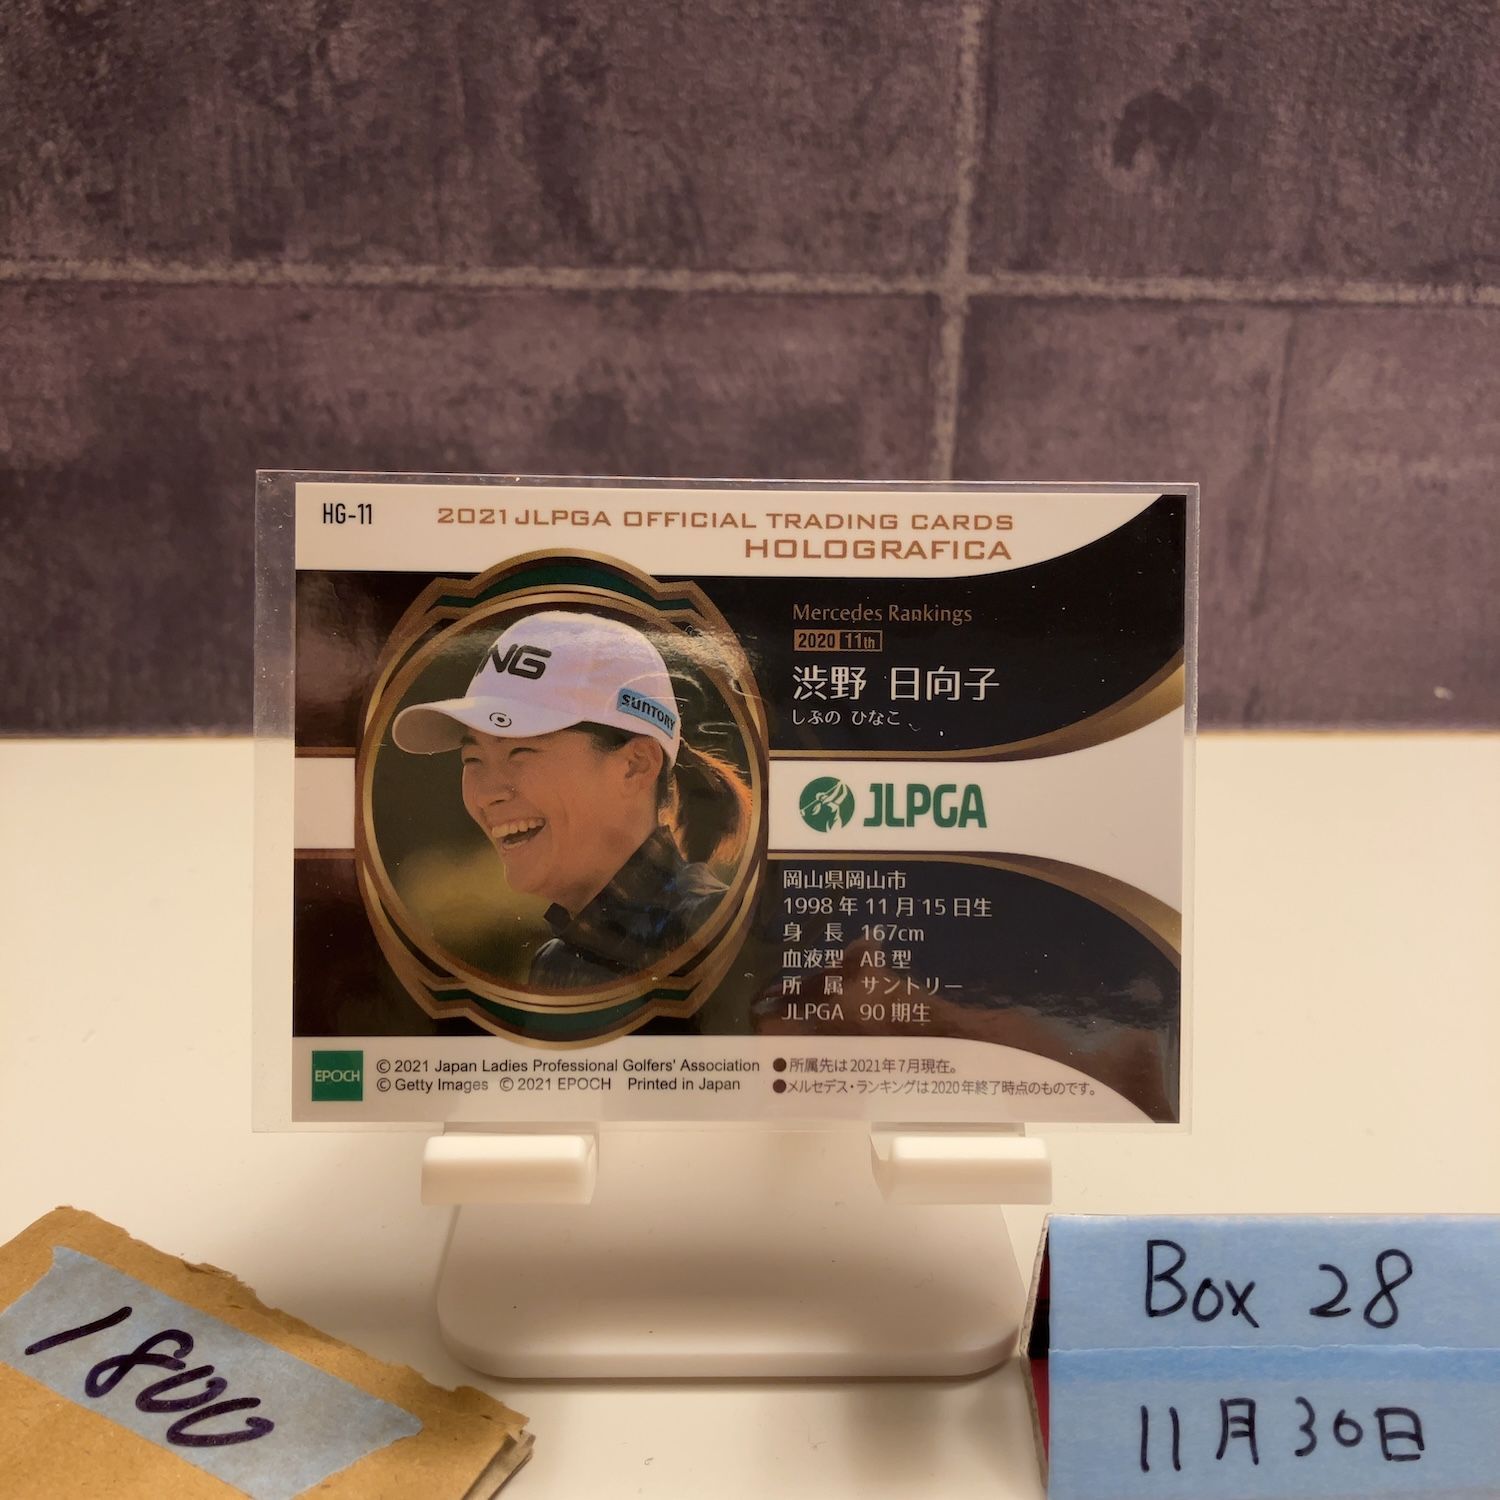 HG-11
2021 JLPGA OFFICIAL TRADING CARDS
HOLOGRAFICA
Mercedes Rankings
2020 11th
渋野 日向子
しぶの ひなこ
NG
SUNTORY
JLPGA
岡山県岡山市
1998年11月15日生
身 長 167cm
血液型 AB型
所 属 サントリー
JLPGA 90期生
EPOCH
© 2021 Japan Ladies Professional Golfers' Association
© Getty Images © 2021 EPOCH Printed in Japan
●所属先は2021年7月現在。
●メルセデス・ランキングは2020年終了時点のものです。
1800
Box 28
11月30日